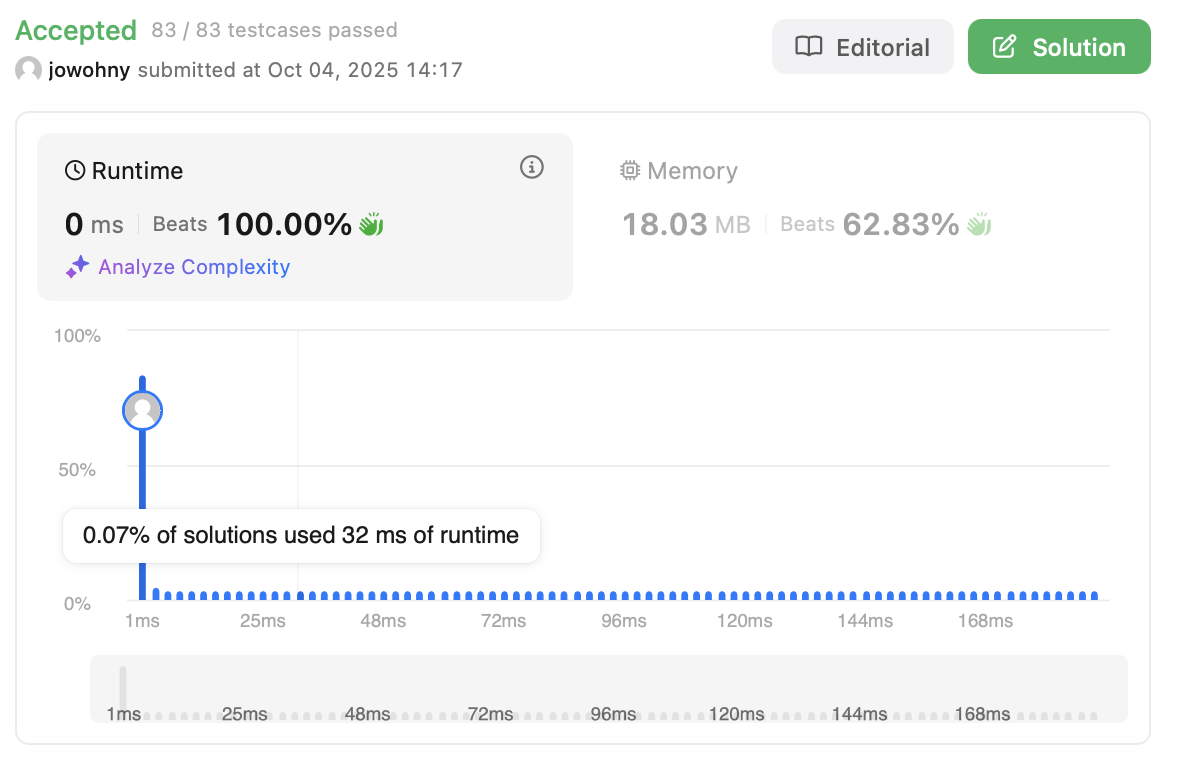 Accepted 83 / 83 testcases passed
jowohny submitted at Oct 04, 2025 14:17
Editorial
Solution
Runtime
0 ms Beats 100.00%
Analyze Complexity
Memory
18.03 MB Beats 62.83%
100%
50%
0.07% of solutions used 32 ms of runtime
0%
1ms 25ms 48ms 72ms 96ms 120ms 144ms 168ms
1ms 25ms 48ms 72ms 96ms 120ms 144ms 168ms